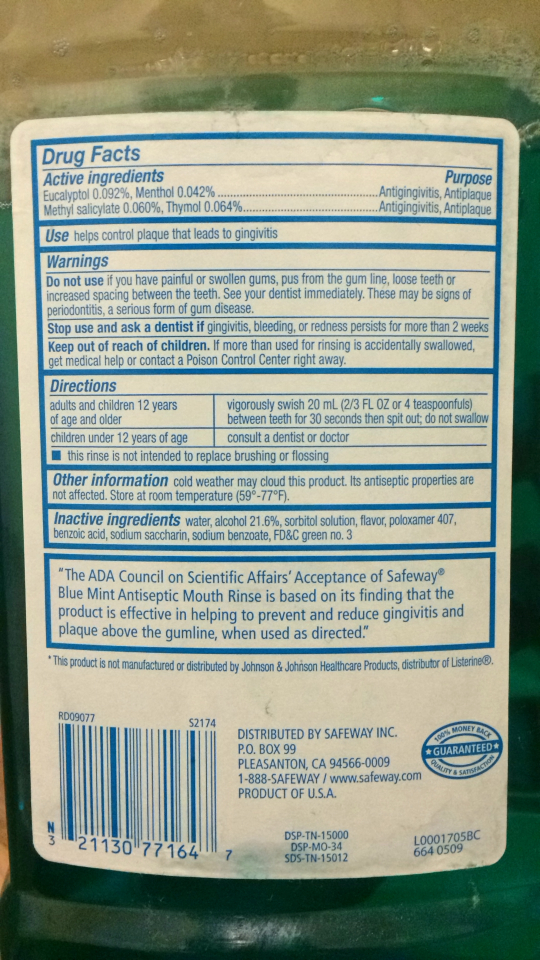 Drug Facts
Active ingredients Purpose
Eucalyptol 0.092%, Menthol 0.042%..........................................Antigingivitis, Antiplaque
Methyl salicylate 0.060%, Thymol 0.064%...................................Antigingivitis, Antiplaque
Use helps control plaque that leads to gingivitis
Warnings
Do not use if you have painful or swollen gums, pus from the gum line, loose teeth or
increased spacing between the teeth. See your dentist immediately. These may be signs of
periodontitis, a serious form of gum disease.
Stop use and ask a dentist if gingivitis, bleeding, or redness persists for more than 2 weeks
Keep out of reach of children. If more than used for rinsing is accidentally swallowed,
get medical help or contact a Poison Control Center right away.
Directions
adults and children 12 years
of age and older
vigorously swish 20 mL (2/3 FL OZ or 4 teaspoonfuls)
between teeth for 30 seconds then spit out; do not swallow
children under 12 years of age
consult a dentist or doctor
■ this rinse is not intended to replace brushing or flossing
Other information cold weather may cloud this product. Its antiseptic properties are
not affected. Store at room temperature (59°-77°F).
Inactive ingredients water, alcohol 21.6%, sorbitol solution, flavor, poloxamer 407,
benzoic acid, sodium saccharin, sodium benzoate, FD&C green no. 3
"The ADA Council on Scientific Affairs' Acceptance of Safeway®
Blue Mint Antiseptic Mouth Rinse is based on its finding that the
product is effective in helping to prevent and reduce gingivitis and
plaque above the gumline, when used as directed."
*This product is not manufactured or distributed by Johnson & Johnson Healthcare Products, distributor of Listerine®.
RD09077 S2174
N
3 21130 77164 7
DISTRIBUTED BY SAFEWAY INC.
P.O. BOX 99
PLEASANTON, CA 94566-0009
1-888-SAFEWAY / www.safeway.com
PRODUCT OF U.S.A.
100% MONEY BACK
★GUARANTEED★
QUALITY & SATISFACTION
DSP-TN-15000
DSP-MO-34
SDS-TN-15012
L0001705BC
664 0509